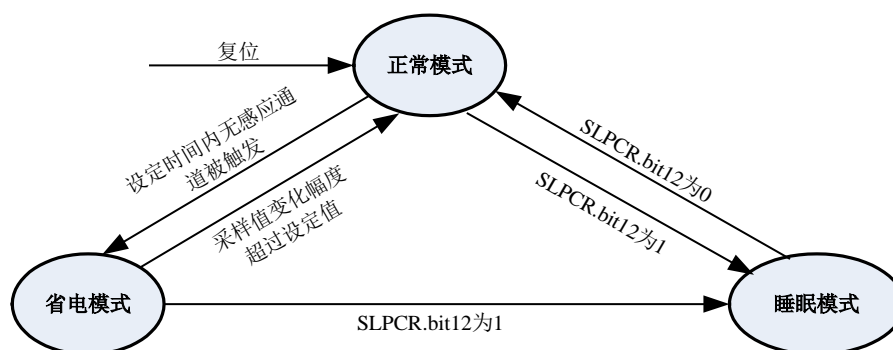 复位
正常模式
设定时间内无感应通
道被触发
采样值变化幅度
超过设定值
SLPCR.bit12为0
SLPCR.bit12为1
省电模式
睡眠模式
SLPCR.bit12为1